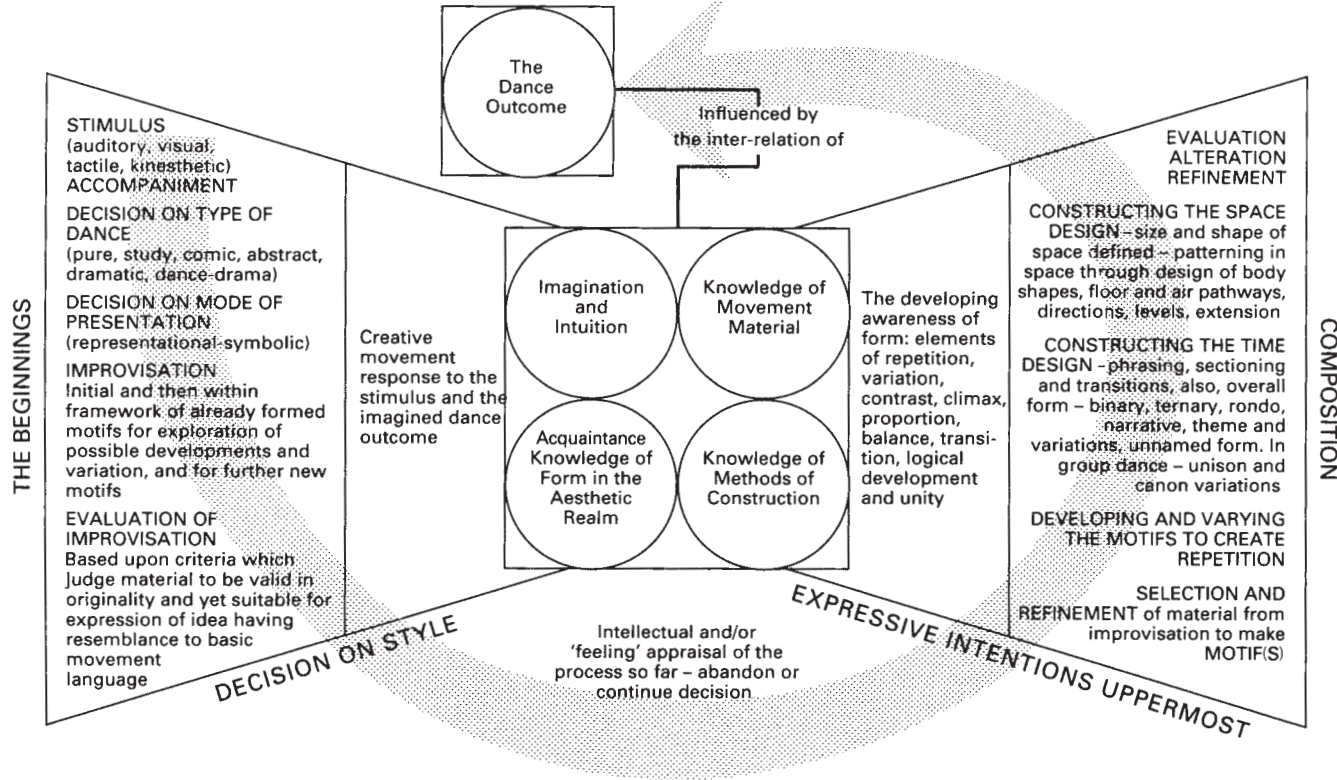 The
Dance
Outcome
Influenced by
the inter-relation of
THE BEGINNINGS
STIMULUS
(auditory, visual,
tactile, kinesthetic)
ACCOMPANIMENT
DECISION ON TYPE OF
DANCE
(pure, study, comic, abstract,
dramatic, dance-drama)
DECISION ON MODE OF
PRESENTATION
(representational-symbolic)
IMPROVISATION
Initial and then within
framework of already formed
motifs for exploration of
possible developments and
variation, and for further new
motifs
EVALUATION OF
IMPROVISATION
Based upon criteria which
Judge material to be valid in
originality and yet suitable for
expression of idea having
resemblance to basic
movement
language
Creative
movement
response to the
stimulus and the
imagined dance
outcome
DECISION ON STYLE
Imagination
and
Intuition
Knowledge of
Movement
Material
Acquaintance
Knowledge of
Form in the
Aesthetic
Realm
Knowledge of
Methods of
Construction
Intellectual and/or
'feeling' appraisal of the
process so far – abandon or
continue decision
The developing
awareness of
form: elements
of repetition,
variation,
contrast, climax,
proportion,
balance, transi-
tion, logical
development
and unity
EXPRESSIVE INTENTIONS UPPERMOST
EVALUATION
ALTERATION
REFINEMENT
CONSTRUCTING THE SPACE
DESIGN – size and shape of
space defined – patterning in
space through design of body
shapes, floor and air pathways,
directions, levels, extension
CONSTRUCTING THE TIME
DESIGN – phrasing, sectioning
and transitions, also, overall
form – binary, ternary, rondo,
narrative, theme and
variations, unnamed form. In
group dance – unison and
canon variations
DEVELOPING AND VARYING
THE MOTIFS TO CREATE
REPETITION
SELECTION AND
REFINEMENT of material from
improvisation to make
MOTIF(S)
COMPOSITION